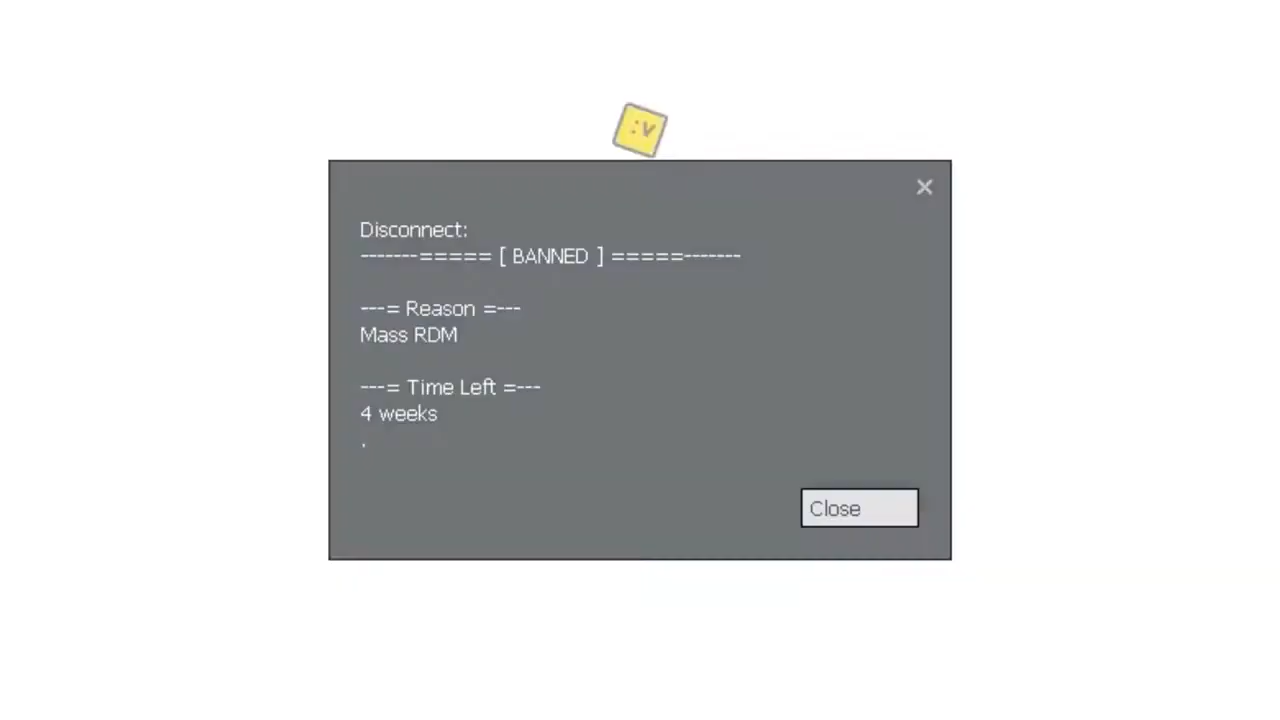 :v
Disconnect:
-------===== [ BANNED ] =====-------
---= Reason =---
Mass RDM
---= Time Left =---
4 weeks
.
Close